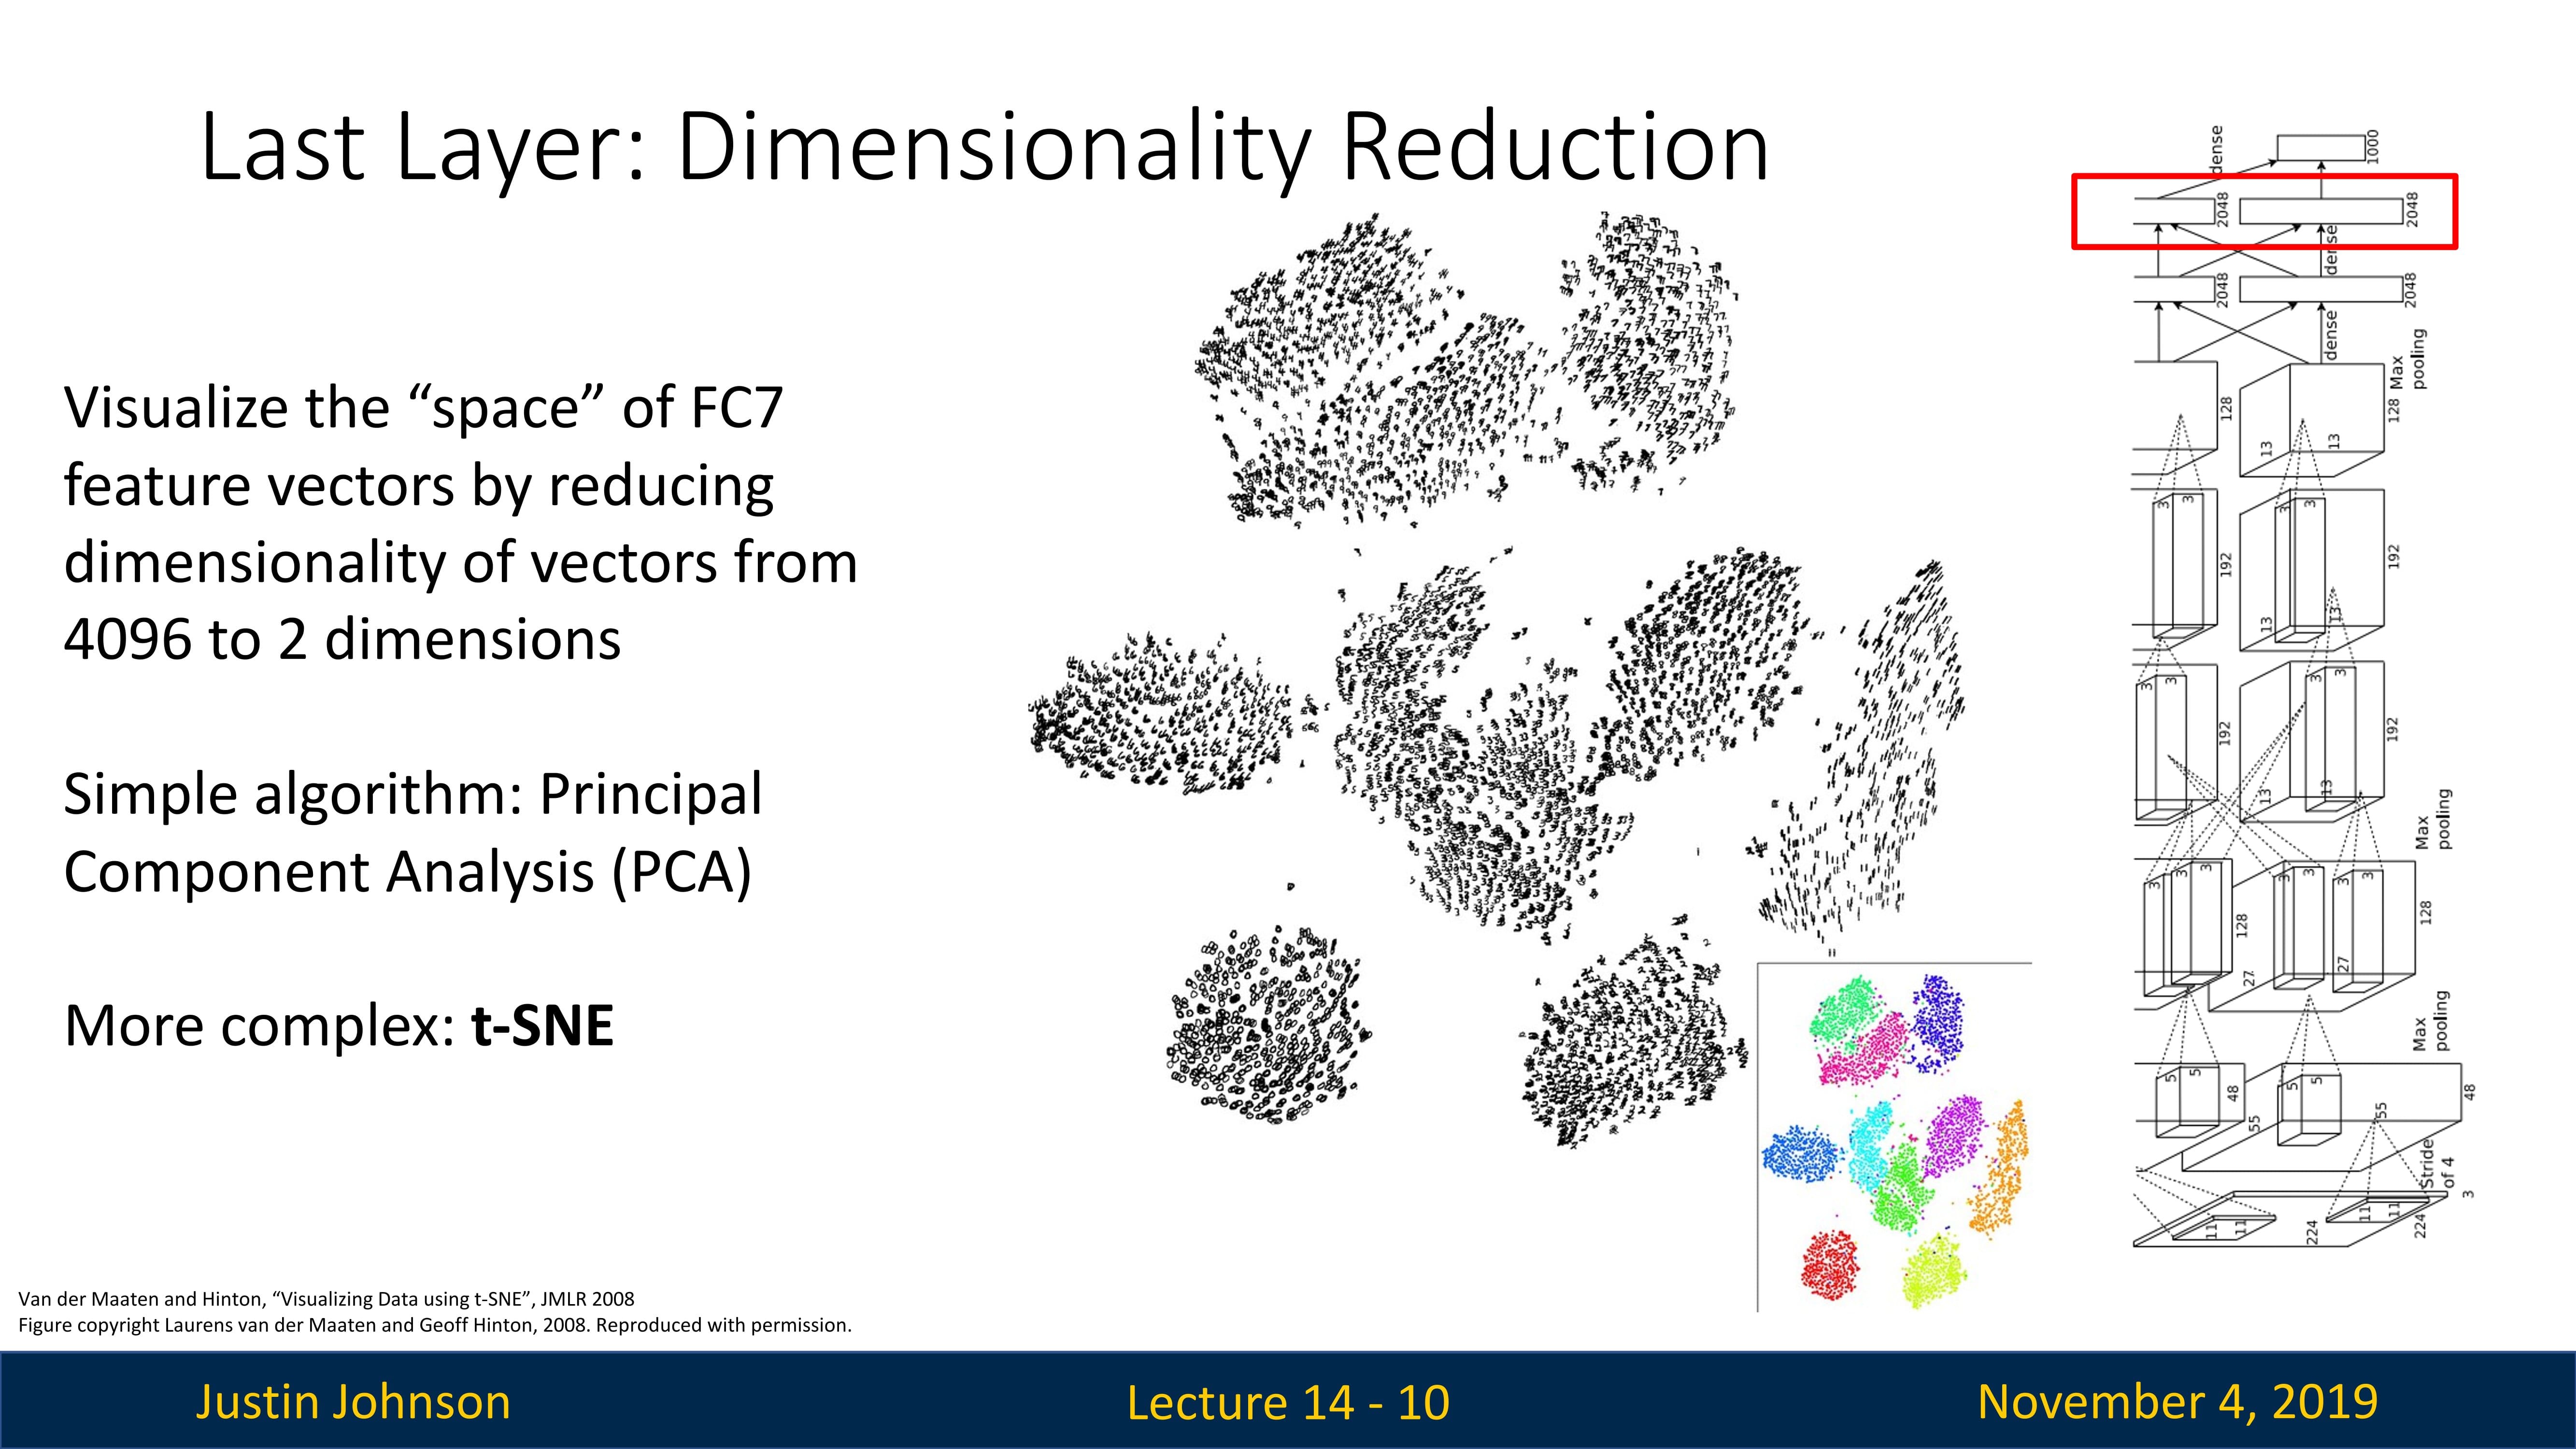 Last Layer: Dimensionality Reduction
Visualize the “space” of FC7
feature vectors by reducing
dimensionality of vectors from
4096 to 2 dimensions
Simple algorithm: Principal
Component Analysis (PCA)
More complex: t-SNE
dense
1000
2048
2048
dense
2048
2048
dense
128
Max
pooling
128
13
13
3
3
3
3
192
192
13
13
3
3
3
3
192
192
13
13
Max
pooling
3
3
3
3
3
3
3
128
128
27
27
Max
pooling
5
5
5
5
48
48
55
55
Stride
of 4
11
11
11
11
224
224
3
Van der Maaten and Hinton, “Visualizing Data using t-SNE”, JMLR 2008
Figure copyright Laurens van der Maaten and Geoff Hinton, 2008. Reproduced with permission.
Justin Johnson
Lecture 14 - 10
November 4, 2019